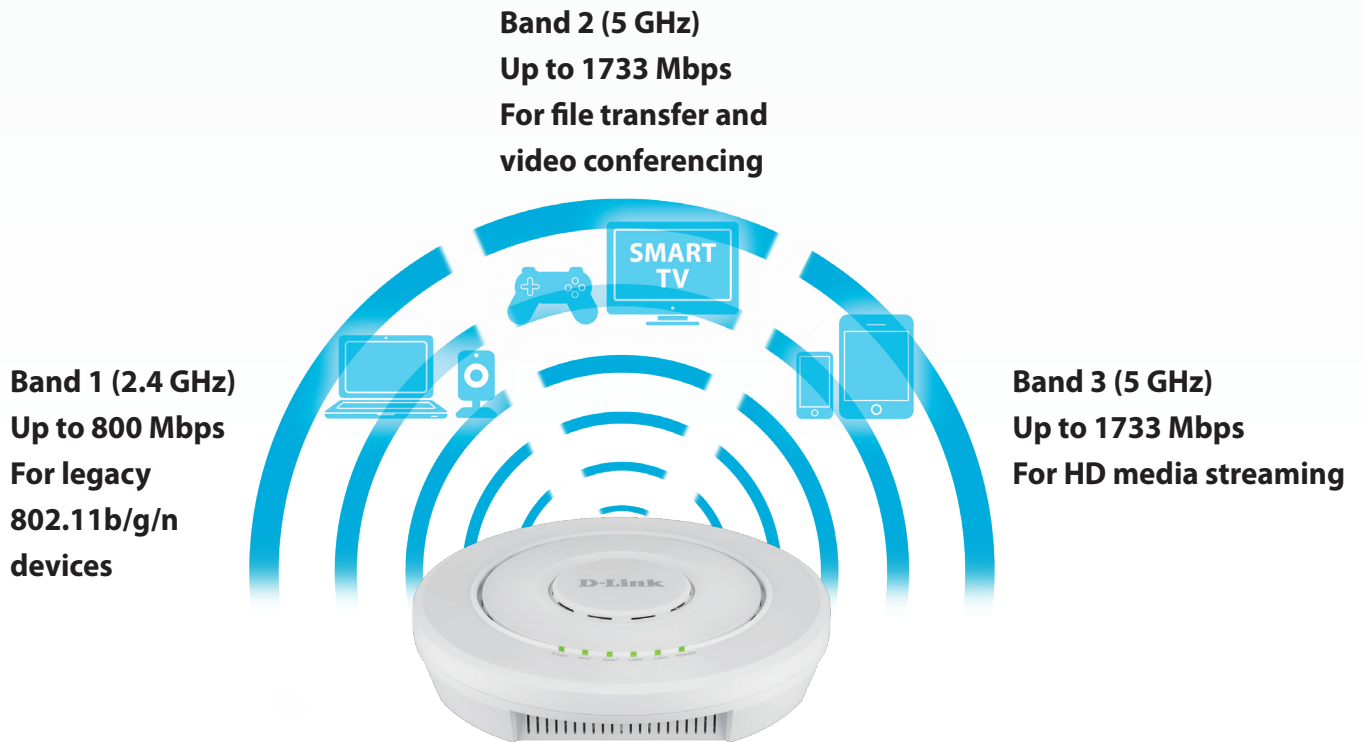 Band 2 (5 GHz)
Up to 1733 Mbps
For file transfer and
video conferencing
SMART
TV
Band 1 (2.4 GHz)
Up to 800 Mbps
For legacy
802.11b/g/n
devices
Band 3 (5 GHz)
Up to 1733 Mbps
For HD media streaming
D-Link